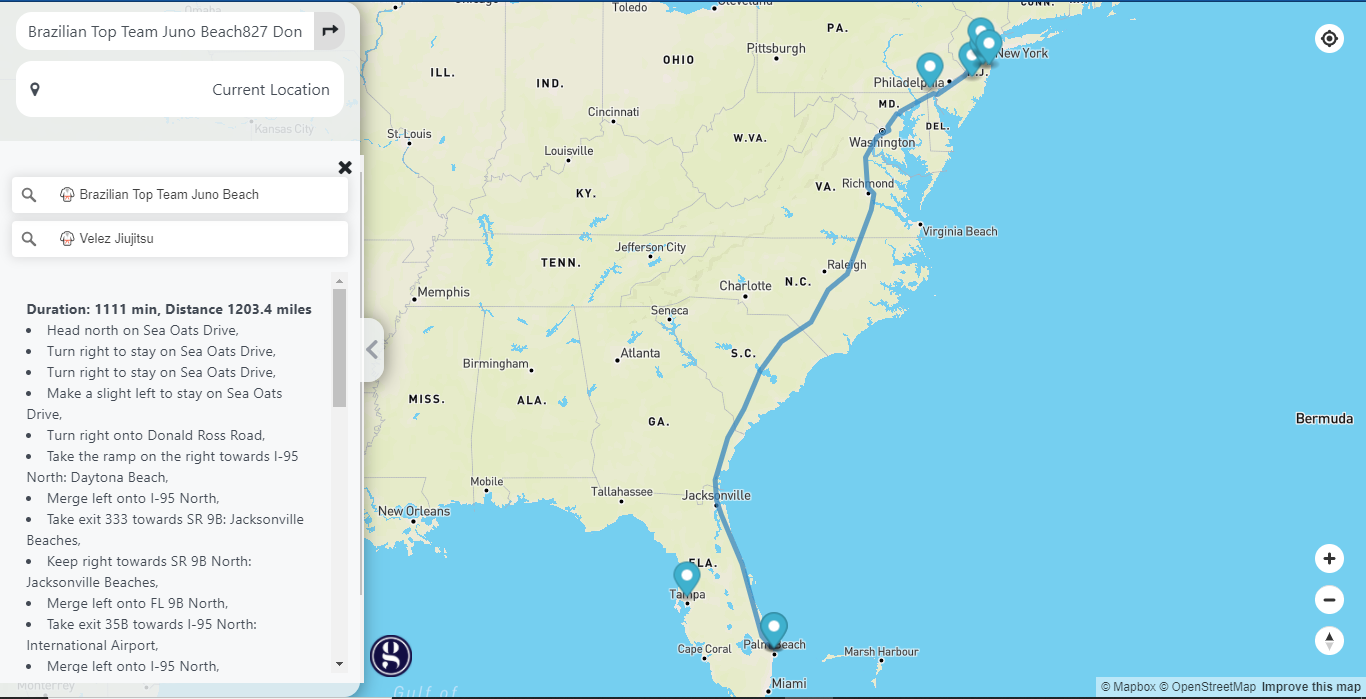 Omaha
Brazilian Top Team Juno Beach827 Don
Current Location
Kansas City
Brazilian Top Team Juno Beach
Velez Jiujitsu
Duration: 1111 min, Distance 1203.4 miles
Head north on Sea Oats Drive,
Turn right to stay on Sea Oats Drive,
Turn right to stay on Sea Oats Drive,
Make a slight left to stay on Sea Oats
Drive,
Turn right onto Donald Ross Road,
Take the ramp on the right towards I-95
North: Daytona Beach,
Merge left onto I-95 North,
Take exit 333 towards SR 9B: Jacksonville
Beaches,
Keep right towards SR 9B North:
Jacksonville Beaches,
Merge left onto FL 9B North,
Take exit 35B towards I-95 North:
International Airport,
Merge left onto I-95 North,
Monterrey
Toledo
Cleveland
CONN.
PA.
Pittsburgh
New York
N.J.
OHIO
ILL.
IND.
Philadelphia
MD.
Cincinnati
DEL.
St. Louis
W.VA.
Washington
Louisville
KY.
VA.
Richmond
Virginia Beach
Jefferson City
TENN.
Raleigh
N.C.
Charlotte
Memphis
Seneca
Atlanta
S.C.
Birmingham
MISS.
ALA.
GA.
Bermuda
Mobile
Tallahassee
Jacksonville
New Orleans
FLA.
Tampa
Palm Beach
Cape Coral
Marsh Harbour
Miami
Gulf of
© Mapbox © OpenStreetMap Improve this map